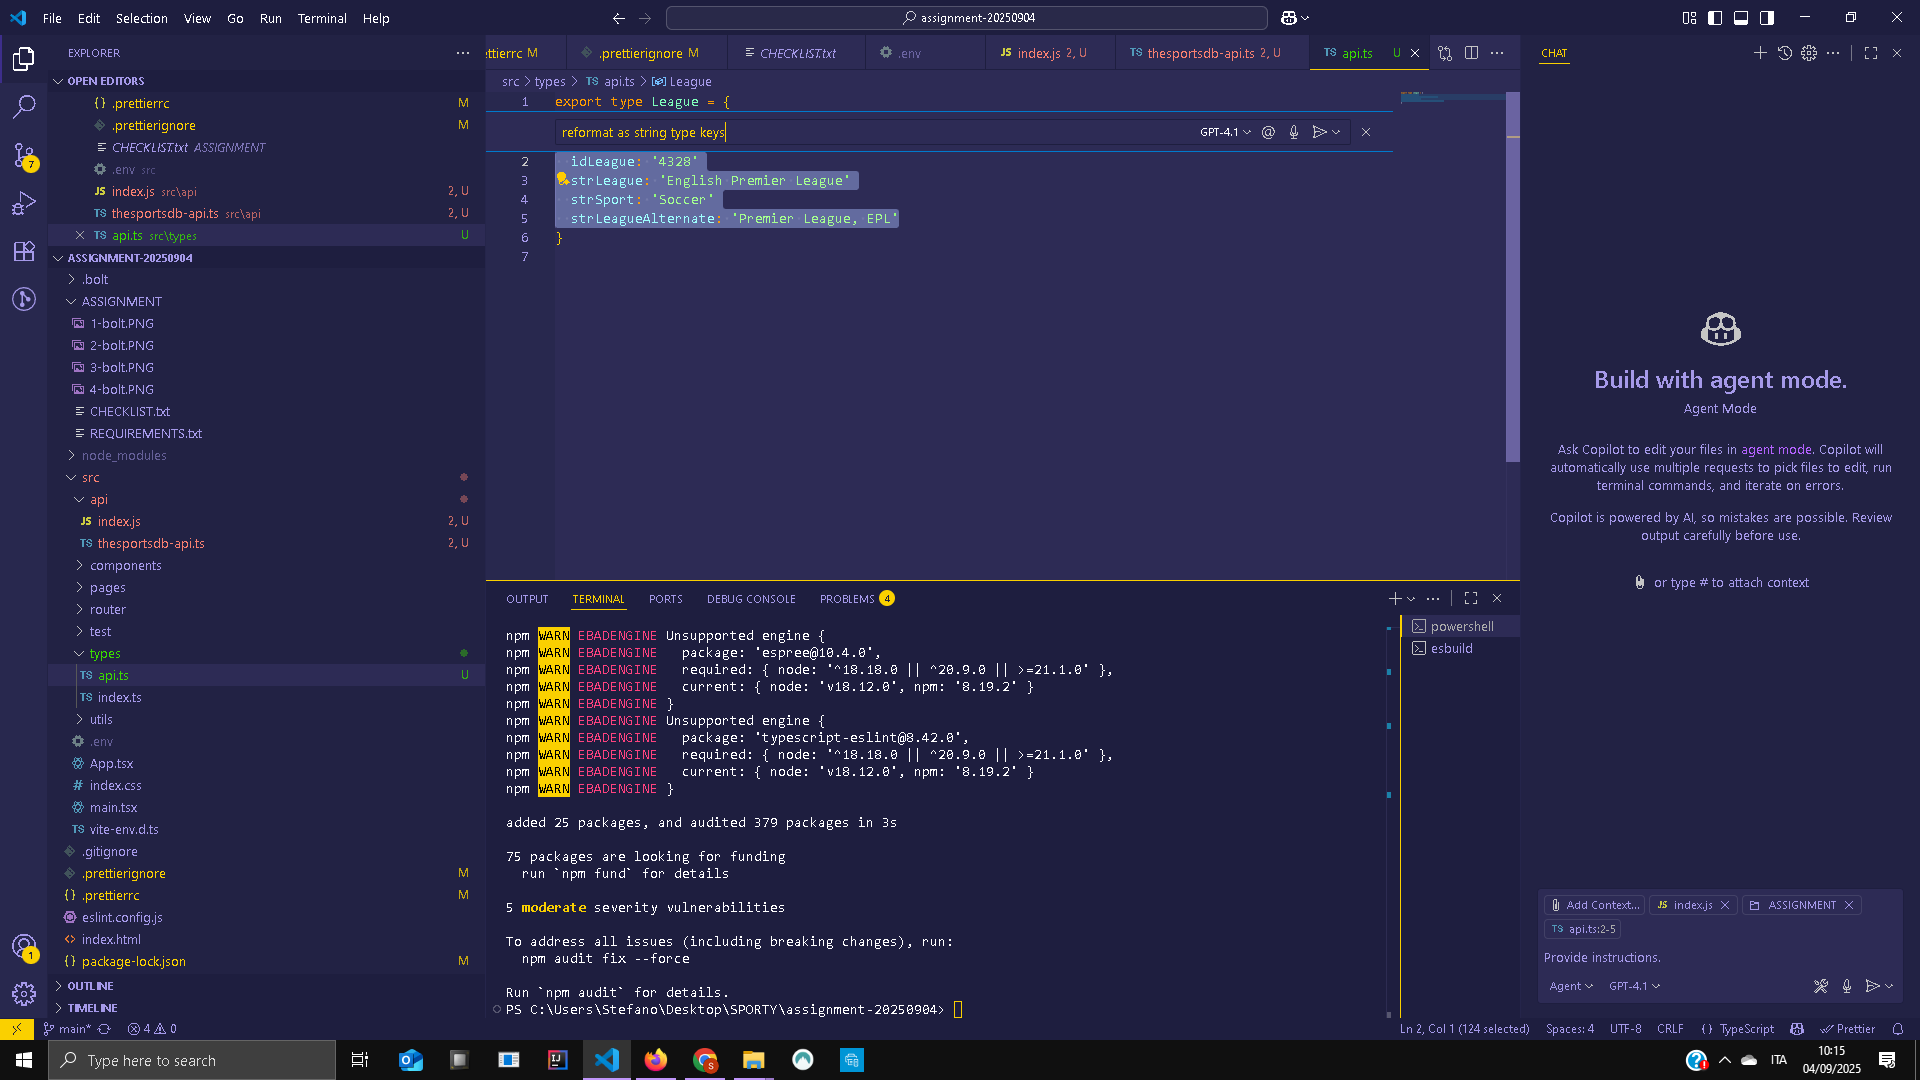 File Edit Selection View Go Run Terminal Help
assignment-20250904
EXPLORER
OPEN EDITORS
{} .prettierrc M
.prettierignore M
CHECKLIST.txt ASSIGNMENT
.env src
JS index.js src\api 2, U
TS thesportsdb-api.ts src\api 2, U
TS api.ts src\types U
ASSIGNMENT-20250904
.bolt
ASSIGNMENT
1-bolt.PNG
2-bolt.PNG
3-bolt.PNG
4-bolt.PNG
CHECKLIST.txt
REQUIREMENTS.txt
node_modules
src
api
JS index.js 2, U
TS thesportsdb-api.ts 2, U
components
pages
router
test
types
TS api.ts U
TS index.ts
utils
.env
App.tsx
# index.css
main.tsx
TS vite-env.d.ts
.gitignore
.prettierignore M
{} .prettierrc M
eslint.config.js
<> index.html
{} package-lock.json M
OUTLINE
TIMELINE
7
1
ettierrc M .prettierignore M CHECKLIST.txt .env JS index.js 2, U TS thesportsdb-api.ts 2, U TS api.ts U
src > types > TS api.ts > League
1 export type League = {
reformat as string type keys GPT-4.1
2 idLeague: '4328'
3 strLeague: 'English Premier League'
4 strSport: 'Soccer'
5 strLeagueAlternate: 'Premier League, EPL'
6 }
7
OUTPUT TERMINAL PORTS DEBUG CONSOLE PROBLEMS 4
npm WARN EBADENGINE Unsupported engine {
npm WARN EBADENGINE   package: 'espree@10.4.0',
npm WARN EBADENGINE   required: { node: '^18.18.0 || ^20.9.0 || >=21.1.0' },
npm WARN EBADENGINE   current: { node: 'v18.12.0', npm: '8.19.2' }
npm WARN EBADENGINE }
npm WARN EBADENGINE Unsupported engine {
npm WARN EBADENGINE   package: 'typescript-eslint@8.42.0',
npm WARN EBADENGINE   required: { node: '^18.18.0 || ^20.9.0 || >=21.1.0' },
npm WARN EBADENGINE   current: { node: 'v18.12.0', npm: '8.19.2' }
npm WARN EBADENGINE }
added 25 packages, and audited 379 packages in 3s
75 packages are looking for funding
run `npm fund` for details
5 moderate severity vulnerabilities
To address all issues (including breaking changes), run:
npm audit fix --force
Run `npm audit` for details.
PS C:\Users\Stefano\Desktop\SPORTY\assignment-20250904>
powershell
esbuild
CHAT
Build with agent mode.
Agent Mode
Ask Copilot to edit your files in agent mode. Copilot will
automatically use multiple requests to pick files to edit, run
terminal commands, and iterate on errors.
Copilot is powered by AI, so mistakes are possible. Review
output carefully before use.
or type # to attach context
Add Context... JS index.js ASSIGNMENT
TS api.ts:2-5
Provide instructions.
Agent GPT-4.1
main* 4 0
Ln 2, Col 1 (124 selected) Spaces: 4 UTF-8 CRLF {} TypeScript Prettier
Type here to search
ITA
10:15
04/09/2025